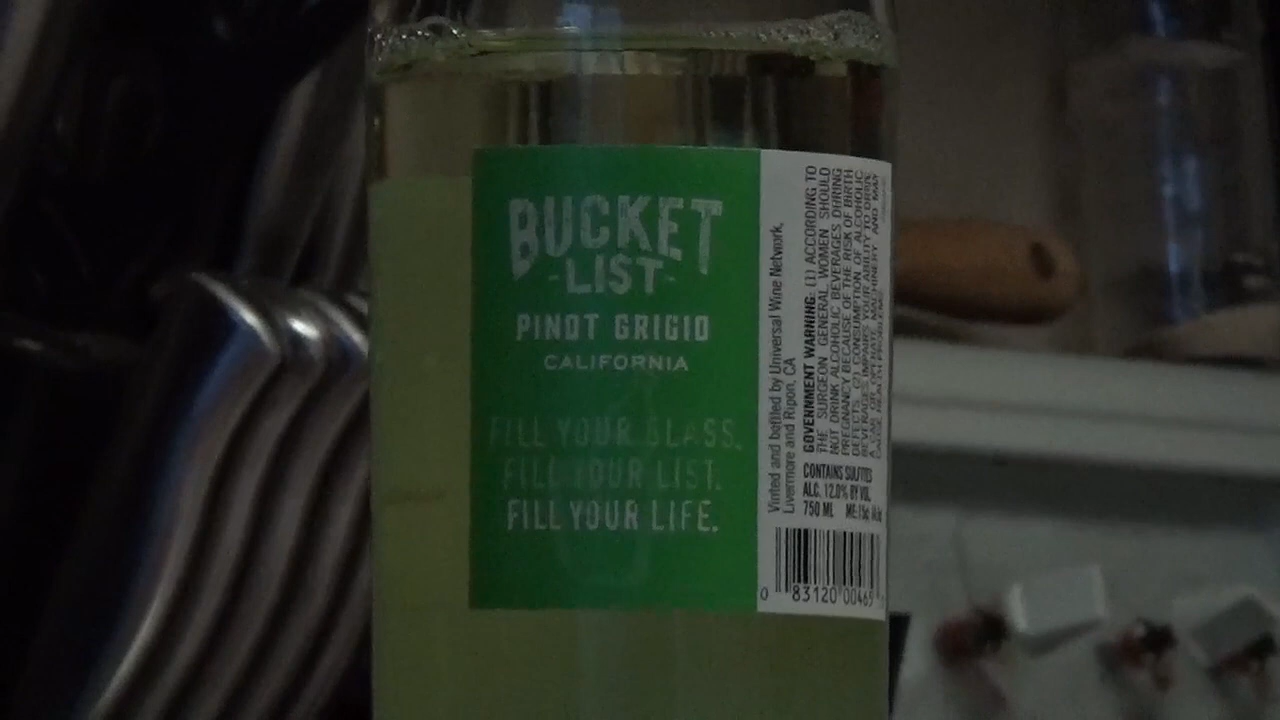 BUCKET
-LIST-
PINOT GRIGIO
CALIFORNIA
FILL YOUR GLASS.
FILL YOUR LIST.
FILL YOUR LIFE.
Vinted and bottled by Universal Wine Network,
Livermore and Ripon, CA
GOVERNMENT WARNING: (1) ACCORDING TO
THE SURGEON GENERAL, WOMEN SHOULD
NOT DRINK ALCOHOLIC BEVERAGES DURING
PREGNANCY BECAUSE OF THE RISK OF BIRTH
DEFECTS. (2) CONSUMPTION OF ALCOHOLIC
BEVERAGES IMPAIRS YOUR ABILITY TO DRIVE
A CAR OR OPERATE MACHINERY AND MAY
CAUSE HEALTH PROBLEMS
CONTAINS SULFITES
ALC. 12.0% BY VOL
750 ML
0 83120 00469